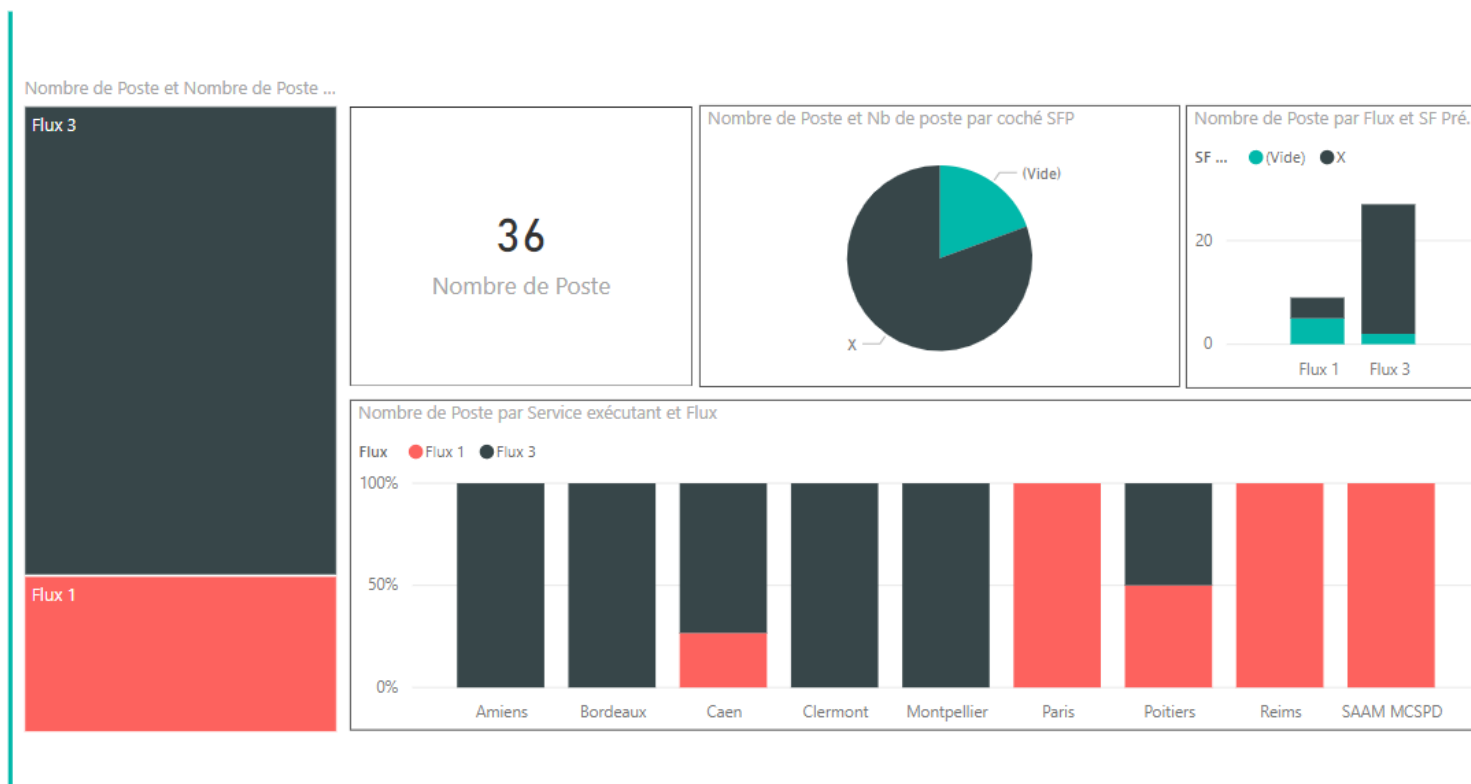 Nombre de Poste et Nombre de Poste ...
Flux 3
Flux 1
36
Nombre de Poste
Nombre de Poste et Nb de poste par coché SFP
(Vide)
X
Nombre de Poste par Flux et SF Pré.
SF ... (Vide) X
20
0
Flux 1 Flux 3
Nombre de Poste par Service exécutant et Flux
Flux Flux 1 Flux 3
100%
50%
0%
Amiens Bordeaux Caen Clermont Montpellier Paris Poitiers Reims SAAM MCSPD